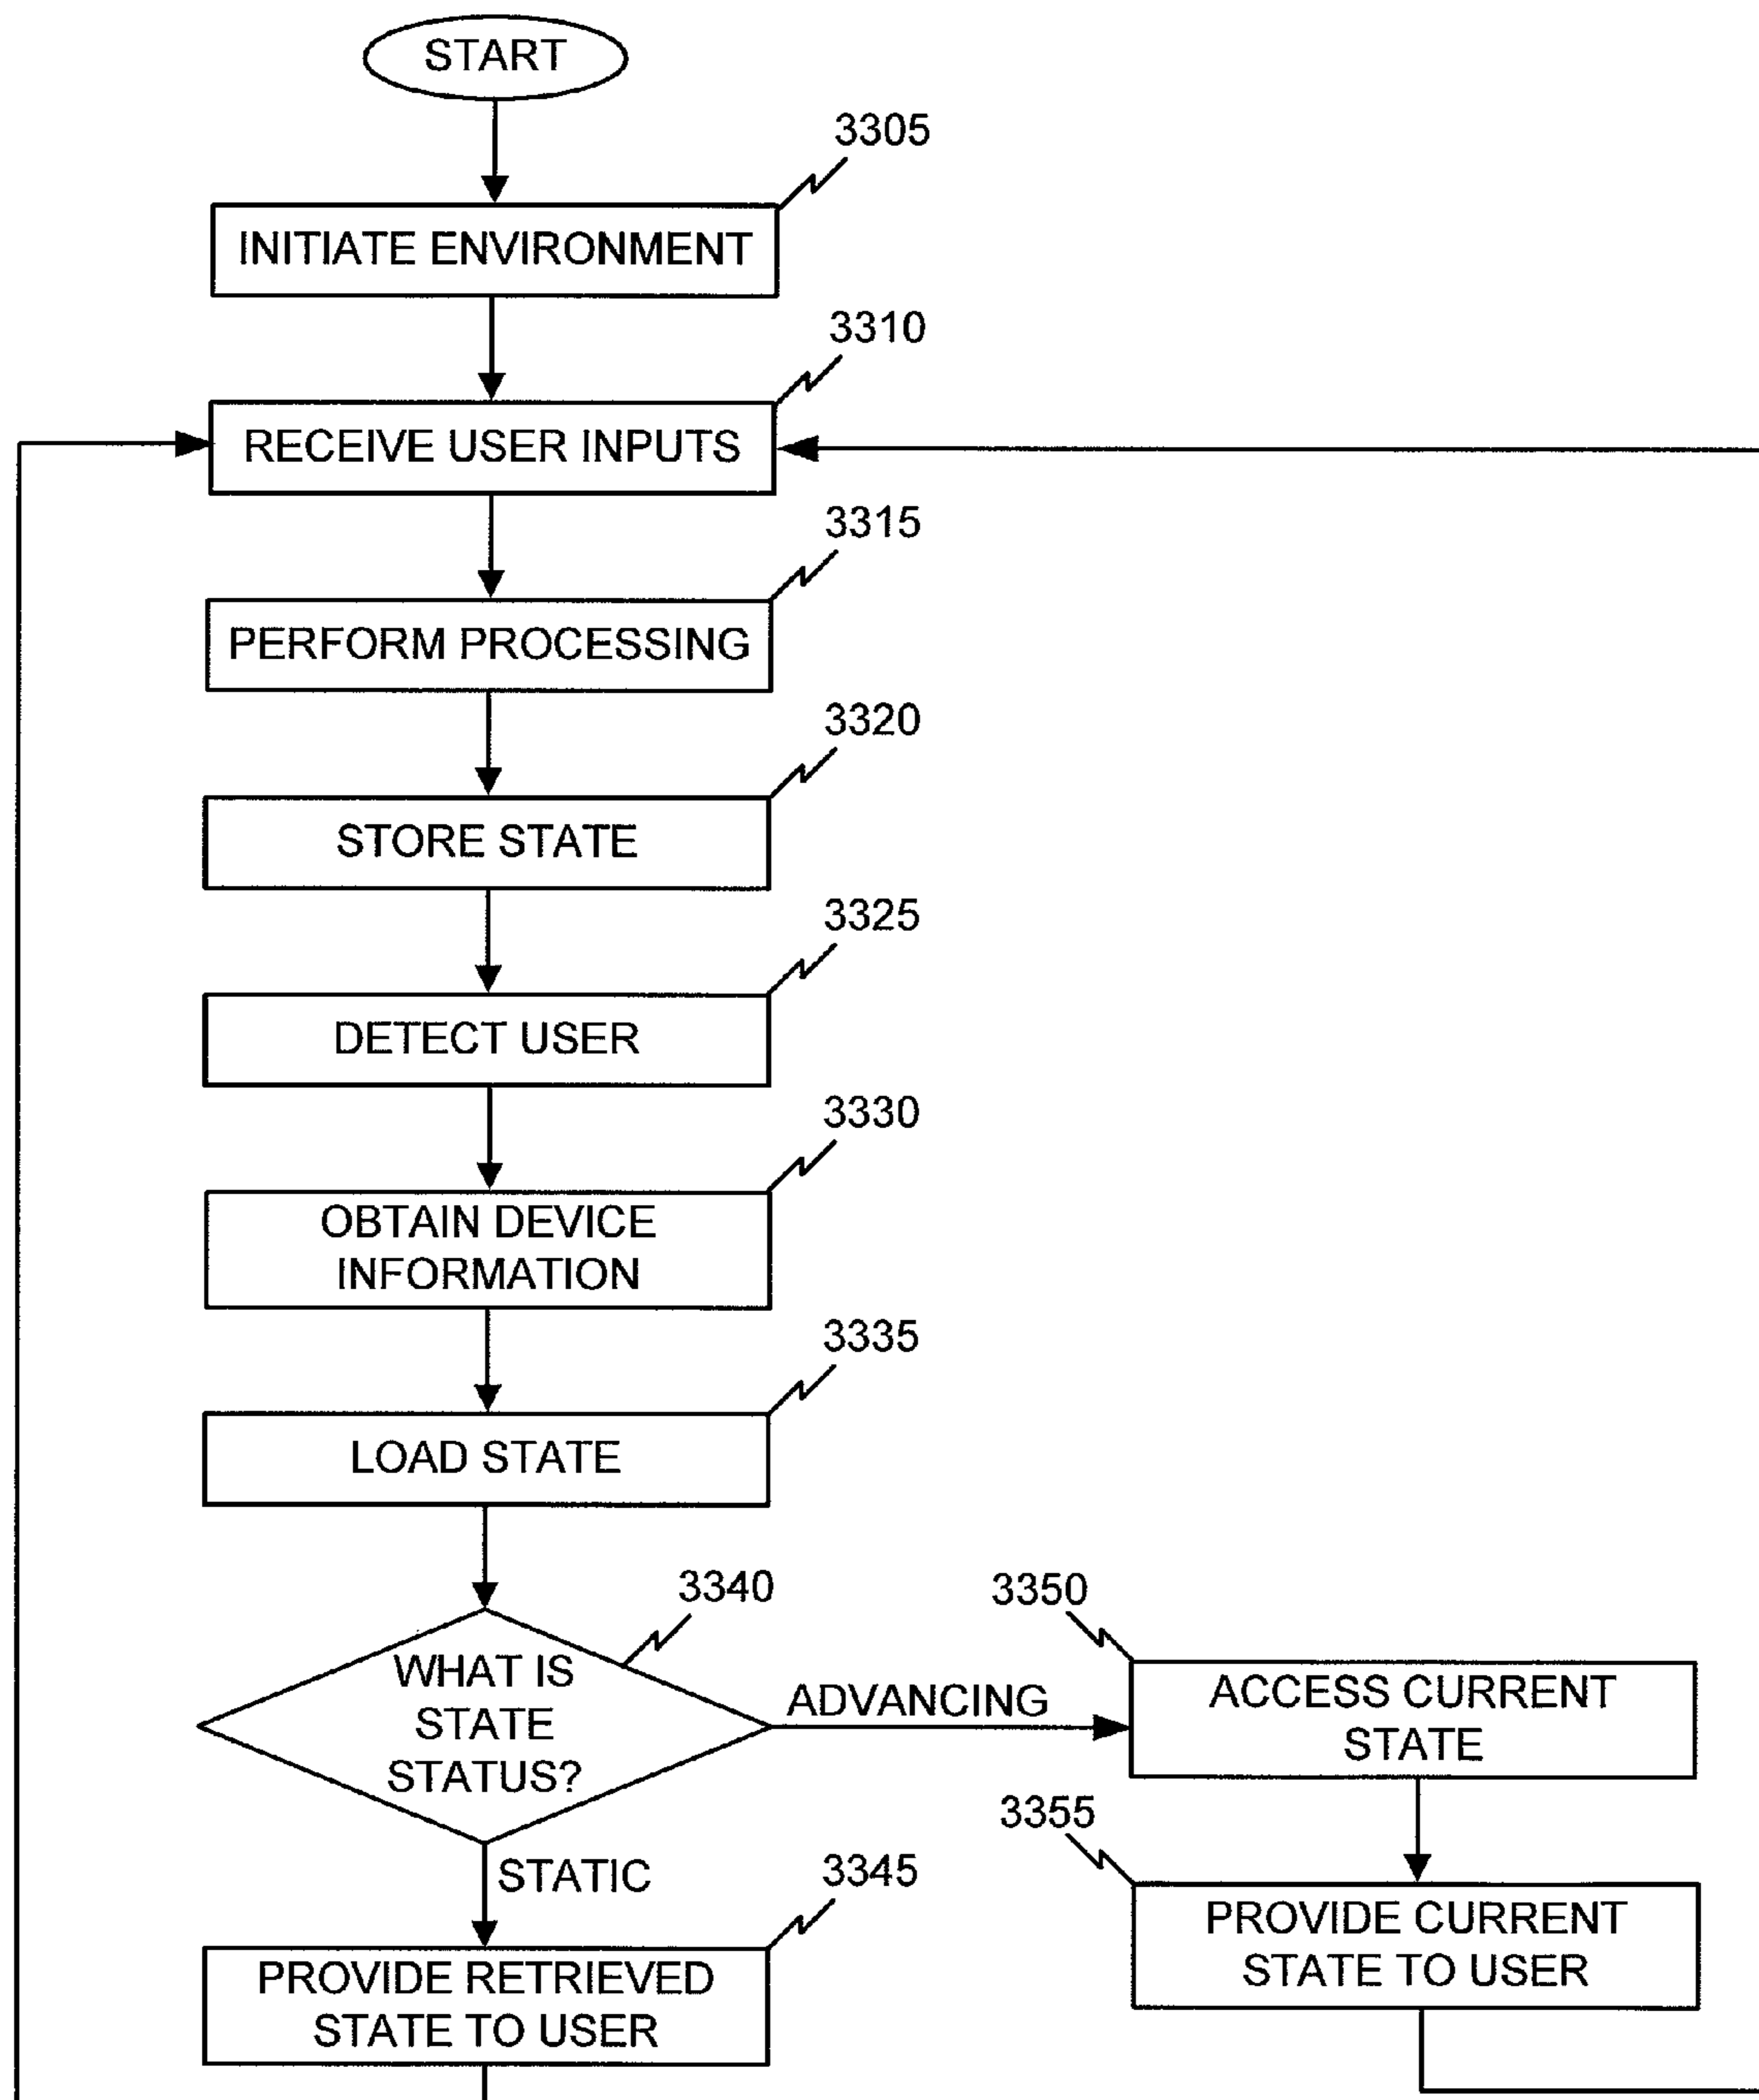 START
3305
INITIATE ENVIRONMENT
3310
RECEIVE USER INPUTS
3315
PERFORM PROCESSING
3320
STORE STATE
3325
DETECT USER
3330
OBTAIN DEVICE
INFORMATION
3335
LOAD STATE
3340
WHAT IS
STATE
STATUS?
ADVANCING
3350
ACCESS CURRENT
STATE
STATIC
3345
PROVIDE RETRIEVED
STATE TO USER
3355
PROVIDE CURRENT
STATE TO USER